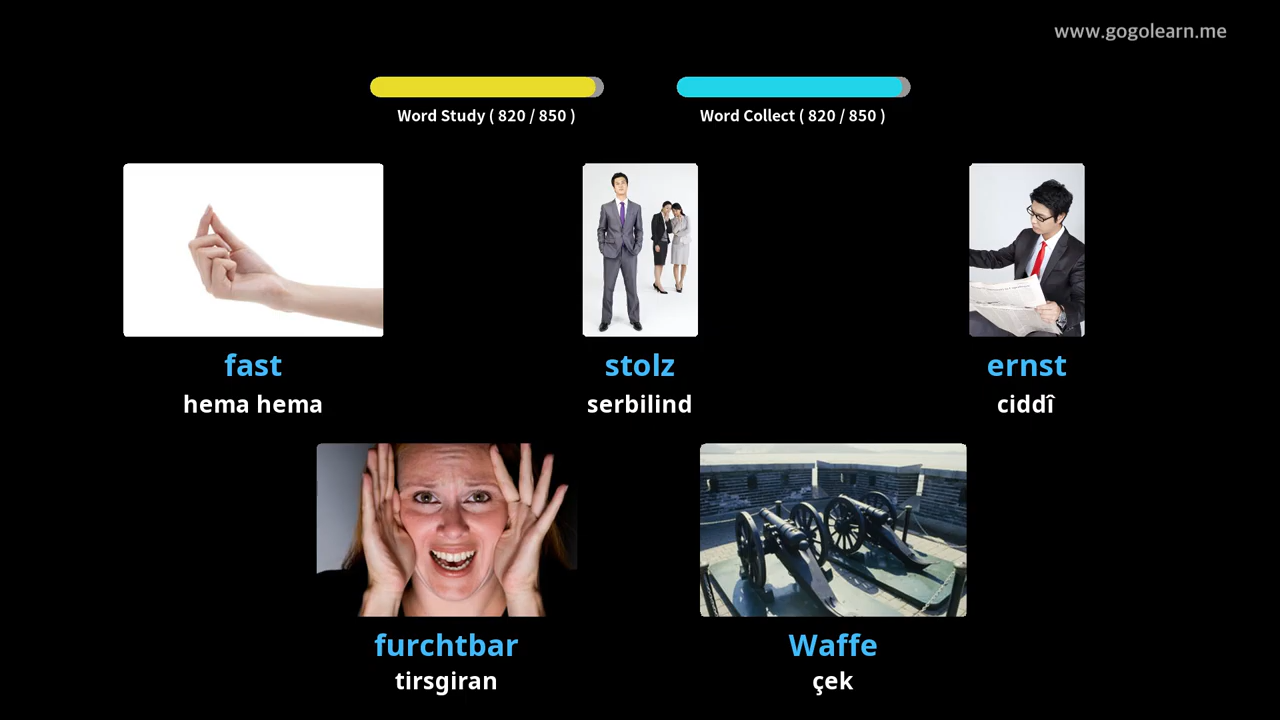 www.gogolearn.me
Word Study ( 820 / 850 )
Word Collect ( 820 / 850 )
fast
hema hema
stolz
serbilind
ernst
ciddî
furchtbar
tirsgiran
Waffe
çek